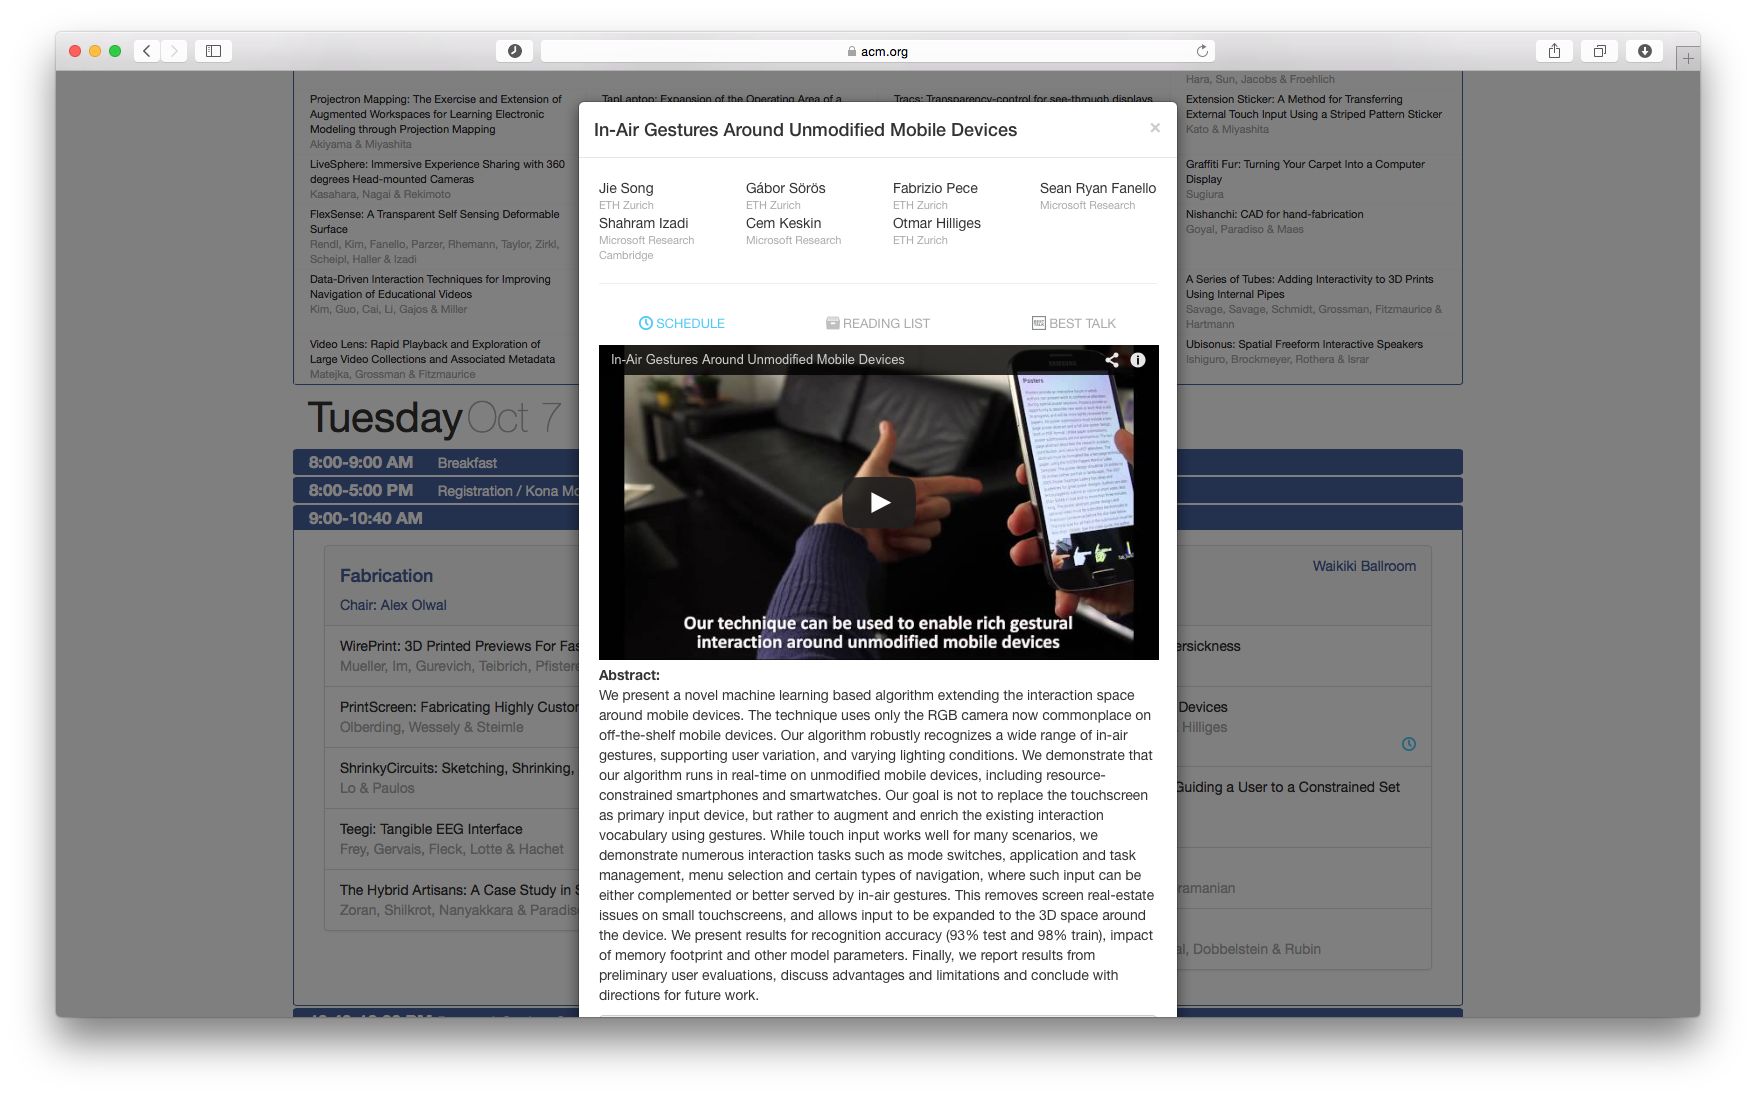 acm.org
Hara, Sun, Jacobs & Froehlich
Projectron Mapping: The Exercise and Extension of
Augmented Workspaces for Learning Electronic
Modeling through Projection Mapping
Akiyama & Miyashita
LiveSphere: Immersive Experience Sharing with 360
degrees Head-mounted Cameras
Kasahara, Nagai & Rekimoto
FlexSense: A Transparent Self Sensing Deformable
Surface
Rendl, Kim, Fanello, Parzer, Rhemann, Taylor, Zirkl,
Scheipl, Haller & Izadi
Data-Driven Interaction Techniques for Improving
Navigation of Educational Videos
Kim, Guo, Cai, Li, Gajos & Miller
Video Lens: Rapid Playback and Exploration of
Large Video Collections and Associated Metadata
Matejka, Grossman & Fitzmaurice
TapLaptop: Expansion of the Operating Area of a
Tracs: Transparency-control for see-through displays
Extension Sticker: A Method for Transferring
External Touch Input Using a Striped Pattern Sticker
Kato & Miyashita
Graffiti Fur: Turning Your Carpet Into a Computer
Display
Sugiura
Nishanchi: CAD for hand-fabrication
Goyal, Paradiso & Maes
A Series of Tubes: Adding Interactivity to 3D Prints
Using Internal Pipes
Savage, Savage, Schmidt, Grossman, Fitzmaurice &
Hartmann
Ubisonus: Spatial Freeform Interactive Speakers
Ishiguro, Brockmeyer, Rothera & Israr
Tuesday Oct 7
8:00-9:00 AM Breakfast
8:00-5:00 PM Registration / Kona Mo
9:00-10:40 AM
Fabrication
Chair: Alex Olwal
WirePrint: 3D Printed Previews For Fas
Mueller, Im, Gurevich, Teibrich, Pfistere
PrintScreen: Fabricating Highly Custom
Olberding, Wessely & Steimle
ShrinkyCircuits: Sketching, Shrinking,
Lo & Paulos
Teegi: Tangible EEG Interface
Frey, Gervais, Fleck, Lotte & Hachet
The Hybrid Artisans: A Case Study in S
Zoran, Shilkrot, Nanyakkara & Paradiso
Waikiki Ballroom
ersickness
Devices
Hilliges
Guiding a User to a Constrained Set
ramanian
el, Dobbelstein & Rubin
In-Air Gestures Around Unmodified Mobile Devices
×
Jie Song
ETH Zurich
Gábor Sörös
ETH Zurich
Fabrizio Pece
ETH Zurich
Sean Ryan Fanello
Microsoft Research
Shahram Izadi
Microsoft Research
Cambridge
Cem Keskin
Microsoft Research
Otmar Hilliges
ETH Zurich
SCHEDULE
READING LIST
BEST TALK
In-Air Gestures Around Unmodified Mobile Devices
Posters
Our technique can be used to enable rich gestural
interaction around unmodified mobile devices
Abstract:
We present a novel machine learning based algorithm extending the interaction space
around mobile devices. The technique uses only the RGB camera now commonplace on
off-the-shelf mobile devices. Our algorithm robustly recognizes a wide range of in-air
gestures, supporting user variation, and varying lighting conditions. We demonstrate that
our algorithm runs in real-time on unmodified mobile devices, including resource-
constrained smartphones and smartwatches. Our goal is not to replace the touchscreen
as primary input device, but rather to augment and enrich the existing interaction
vocabulary using gestures. While touch input works well for many scenarios, we
demonstrate numerous interaction tasks such as mode switches, application and task
management, menu selection and certain types of navigation, where such input can be
either complemented or better served by in-air gestures. This removes screen real-estate
issues on small touchscreens, and allows input to be expanded to the 3D space around
the device. We present results for recognition accuracy (93% test and 98% train), impact
of memory footprint and other model parameters. Finally, we report results from
preliminary user evaluations, discuss advantages and limitations and conclude with
directions for future work.